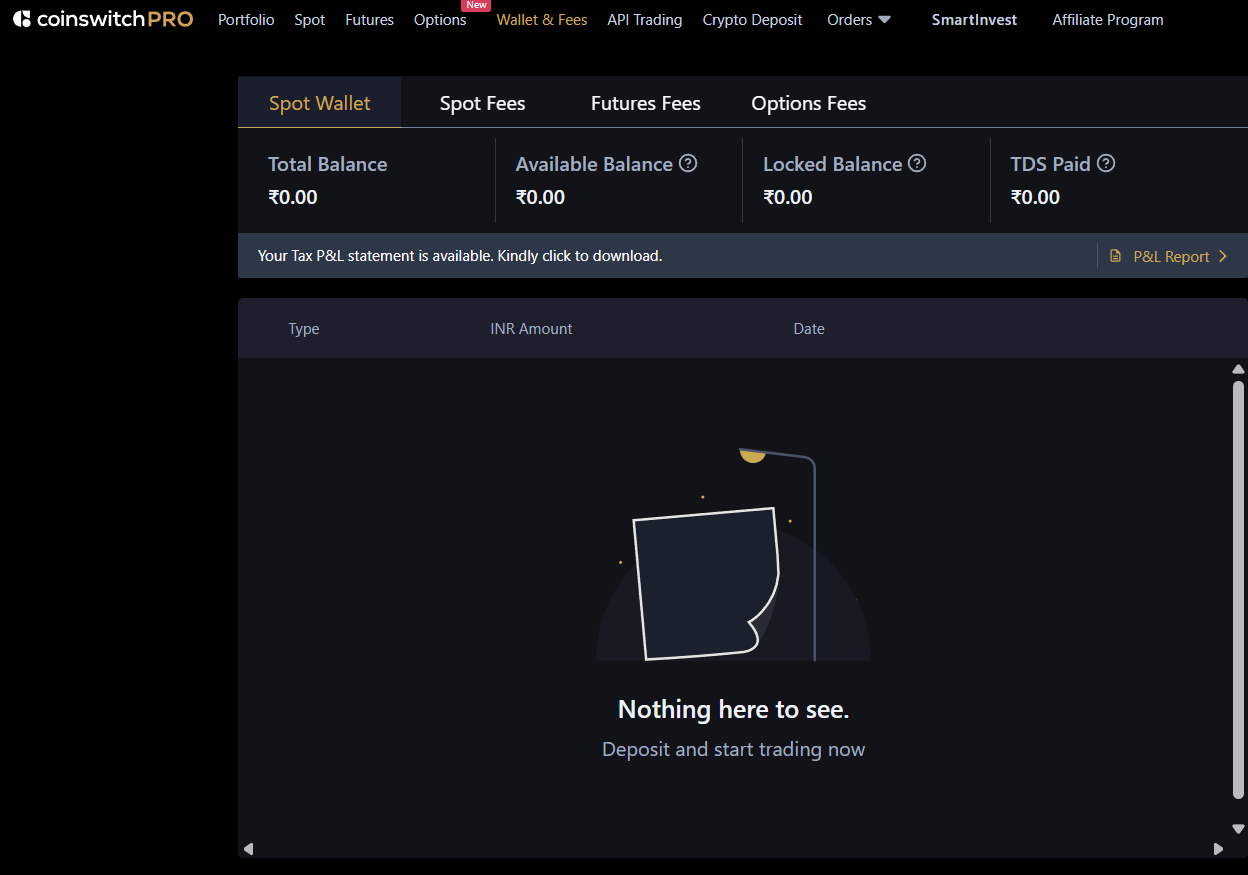 coinswitchPRO Portfolio Spot Futures Options New Wallet & Fees API Trading Crypto Deposit Orders SmartInvest Affiliate Program
Spot Wallet Spot Fees Futures Fees Options Fees
Total Balance Available Balance ? Locked Balance ? TDS Paid ?
₹0.00 ₹0.00 ₹0.00 ₹0.00
Your Tax P&L statement is available. Kindly click to download. P&L Report >
Type INR Amount Date
Nothing here to see.
Deposit and start trading now